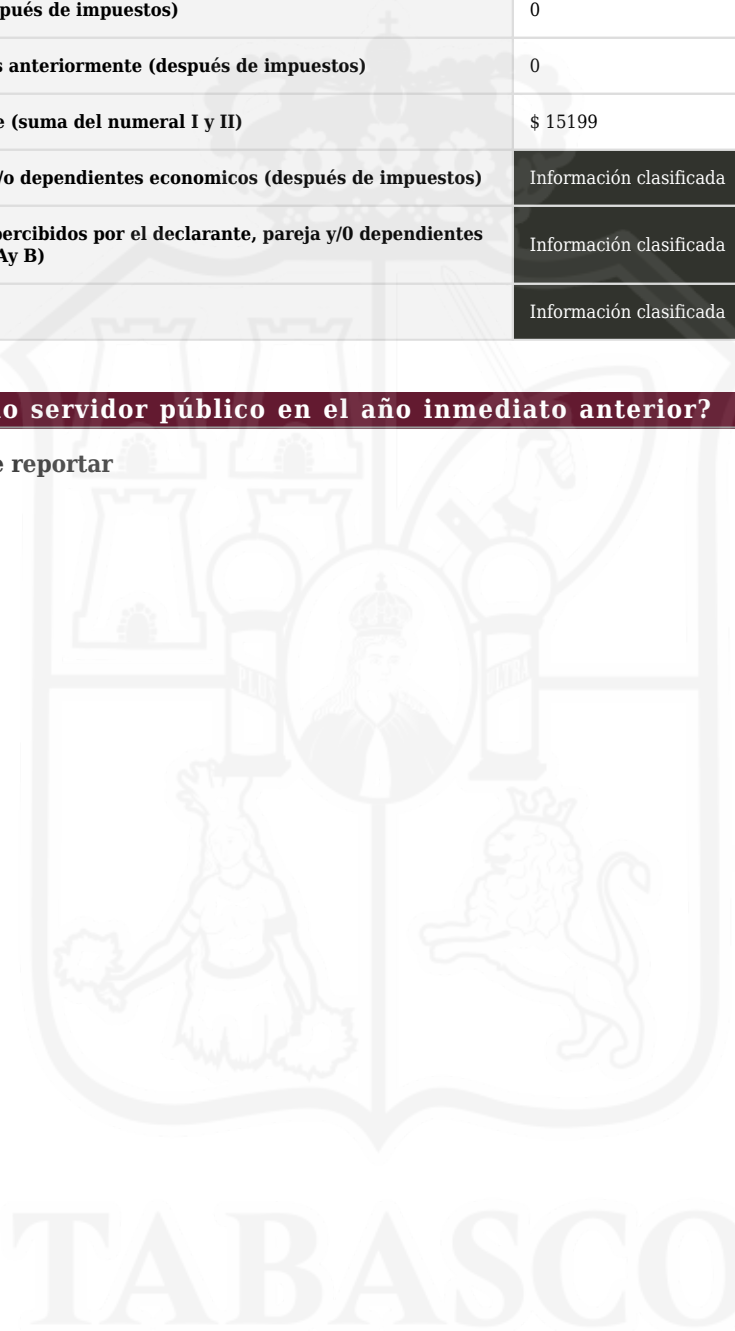 pués de impuestos)
0
s anteriormente (después de impuestos)
0
e (suma del numeral I y II)
$ 15199
/o dependientes economicos (después de impuestos)
Información clasificada
percibidos por el declarante, pareja y/0 dependientes
Ay B)
Información clasificada
Información clasificada
o servidor público en el año inmediato anterior?
e reportar
PLUS
ULTRA
TABASCO